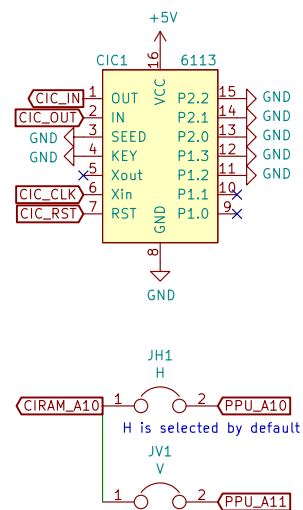 +5V
CIC1 6113
16
VCC
CIC_IN 1 OUT P2.2 15 GND
CIC_OUT 2 IN P2.1 14 GND
GND 3 SEED P2.0 13 GND
GND 4 KEY P1.3 12 GND
5 Xout P1.2 11 GND
CIC_CLK 6 Xin P1.1 10
CIC_RST 7 RST P1.0 9
GND
8
GND
JH1
H
CIRAM_A10 1 2 PPU_A10
H is selected by default
JV1
V
1 2 PPU_A11